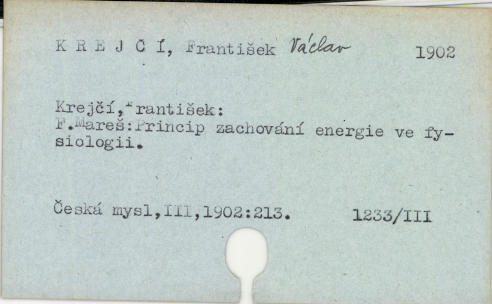 K R E J Č Í, František Václav 1902
Krejčí, František:
F.Mareš:Princip zachování energie ve fy-
siologii.
Česká mysl,III,1902:213. 1233/III